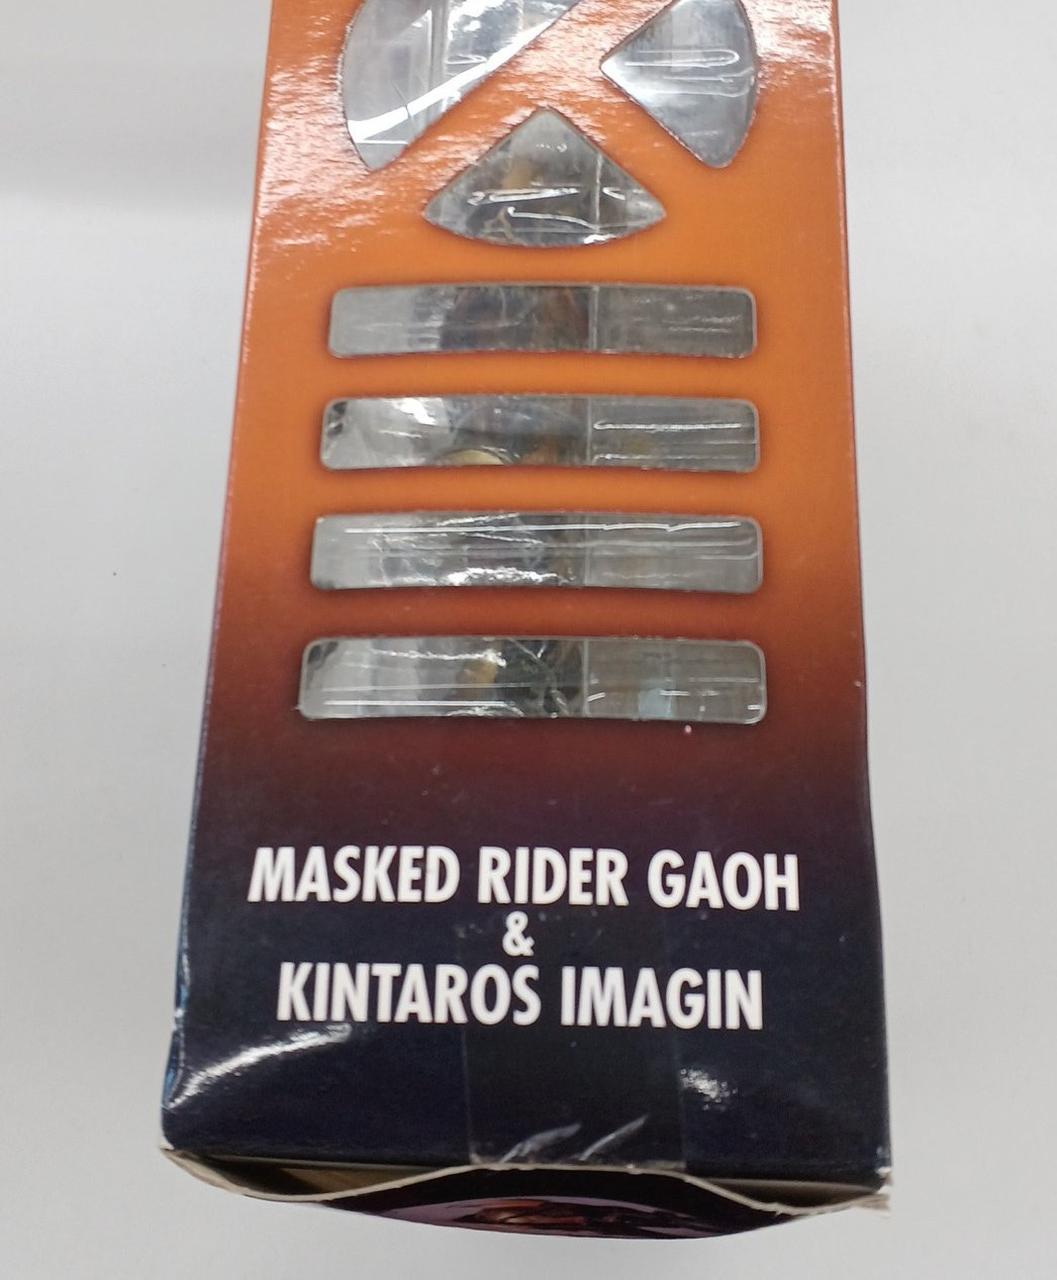 MASKED RIDER GAOH
&
KINTAROS IMAGIN